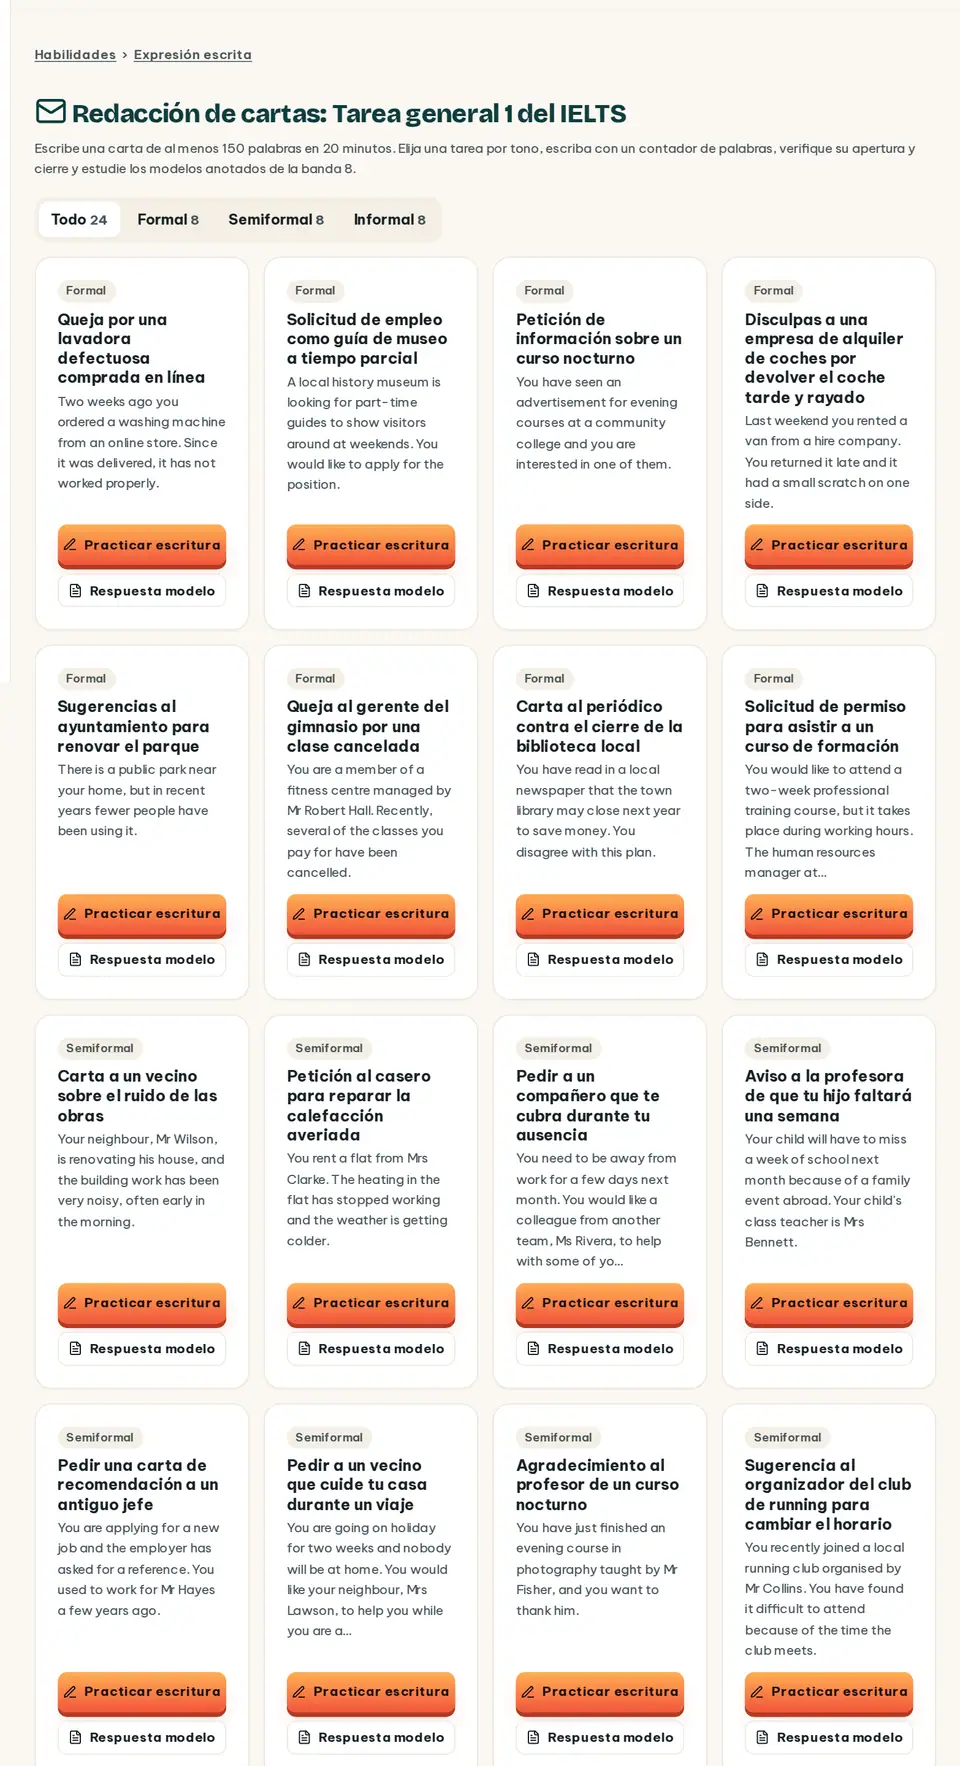 Habilidades › Expresión escrita
Redacción de cartas: Tarea general 1 del IELTS
Escribe una carta de al menos 150 palabras en 20 minutos. Elija una tarea por tono, escriba con un contador de palabras, verifique su apertura y
cierre y estudie los modelos anotados de la banda 8.
Todo 24 Formal 8 Semiformal 8 Informal 8
Formal
Queja por una
lavadora
defectuosa
comprada en línea
Two weeks ago you
ordered a washing machine
from an online store. Since
it was delivered, it has not
worked properly.
Practicar escritura
Respuesta modelo
Formal
Solicitud de empleo
como guía de museo
a tiempo parcial
A local history museum is
looking for part-time
guides to show visitors
around at weekends. You
would like to apply for the
position.
Practicar escritura
Respuesta modelo
Formal
Petición de
información sobre un
curso nocturno
You have seen an
advertisement for evening
courses at a community
college and you are
interested in one of them.
Practicar escritura
Respuesta modelo
Formal
Disculpas a una
empresa de alquiler
de coches por
devolver el coche
tarde y rayado
Last weekend you rented a
van from a hire company.
You returned it late and it
had a small scratch on one
side.
Practicar escritura
Respuesta modelo
Formal
Sugerencias al
ayuntamiento para
renovar el parque
There is a public park near
your home, but in recent
years fewer people have
been using it.
Practicar escritura
Respuesta modelo
Formal
Queja al gerente del
gimnasio por una
clase cancelada
You are a member of a
fitness centre managed by
Mr Robert Hall. Recently,
several of the classes you
pay for have been
cancelled.
Practicar escritura
Respuesta modelo
Formal
Carta al periódico
contra el cierre de la
biblioteca local
You have read in a local
newspaper that the town
library may close next year
to save money. You
disagree with this plan.
Practicar escritura
Respuesta modelo
Formal
Solicitud de permiso
para asistir a un
curso de formación
You would like to attend a
two-week professional
training course, but it takes
place during working hours.
The human resources
manager at...
Practicar escritura
Respuesta modelo
Semiformal
Carta a un vecino
sobre el ruido de las
obras
Your neighbour, Mr Wilson,
is renovating his house, and
the building work has been
very noisy, often early in
the morning.
Practicar escritura
Respuesta modelo
Semiformal
Petición al casero
para reparar la
calefacción
averiada
You rent a flat from Mrs
Clarke. The heating in the
flat has stopped working
and the weather is getting
colder.
Practicar escritura
Respuesta modelo
Semiformal
Pedir a un
compañero que te
cubra durante tu
ausencia
You need to be away from
work for a few days next
month. You would like a
colleague from another
team, Ms Rivera, to help
with some of yo...
Practicar escritura
Respuesta modelo
Semiformal
Aviso a la profesora
de que tu hijo faltará
una semana
Your child will have to miss
a week of school next
month because of a family
event abroad. Your child's
class teacher is Mrs
Bennett.
Practicar escritura
Respuesta modelo
Semiformal
Pedir una carta de
recomendación a un
antiguo jefe
You are applying for a new
job and the employer has
asked for a reference. You
used to work for Mr Hayes
a few years ago.
Practicar escritura
Respuesta modelo
Semiformal
Pedir a un vecino
que cuide tu casa
durante un viaje
You are going on holiday
for two weeks and nobody
will be at home. You would
like your neighbour, Mrs
Lawson, to help you while
you are a...
Practicar escritura
Respuesta modelo
Semiformal
Agradecimiento al
profesor de un curso
nocturno
You have just finished an
evening course in
photography taught by Mr
Fisher, and you want to
thank him.
Practicar escritura
Respuesta modelo
Semiformal
Sugerencia al
organizador del club
de running para
cambiar el horario
You recently joined a local
running club organised by
Mr Collins. You have found
it difficult to attend
because of the time the
club meets.
Practicar escritura
Respuesta modelo